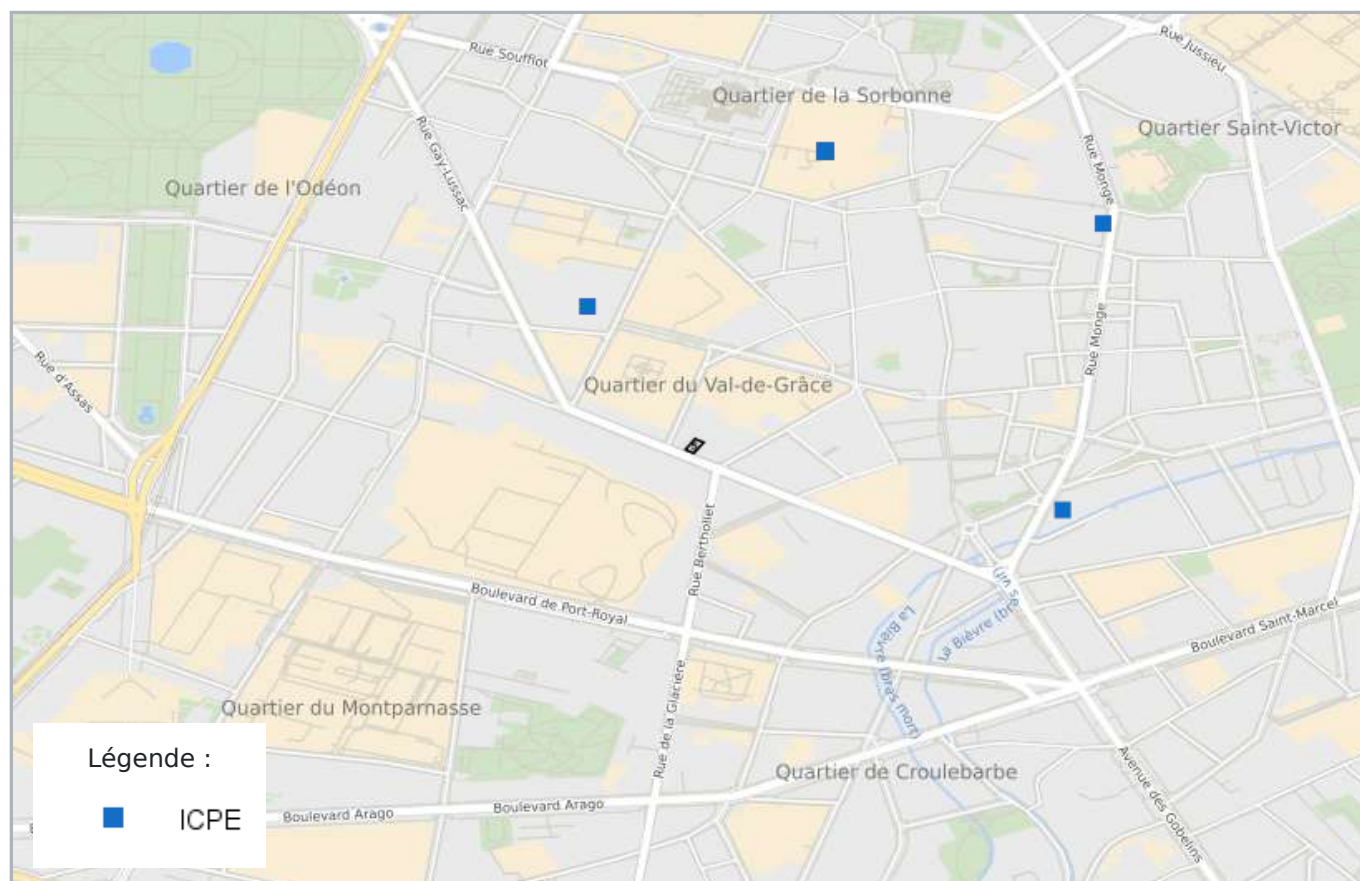 Rue Soufflot
Rue Jussieu
Quartier de la Sorbonne
Quartier Saint-Victor
Rue Gay-Lussac
Rue Monge
Quartier de l'Odéon
Rue Monge
Rue d'Assas
Quartier du Val-de-Grâce
Rue Berthollet
Boulevard de Port-Royal
La Bièvre (bras mort)
La Bièvre (bras vif)
Boulevard Saint-Marcel
Rue de la Glacière
Quartier du Montparnasse
Quartier de Croulebarbe
Avenue des Gobelins
Légende :
ICPE
Boulevard Arago
Boulevard Arago